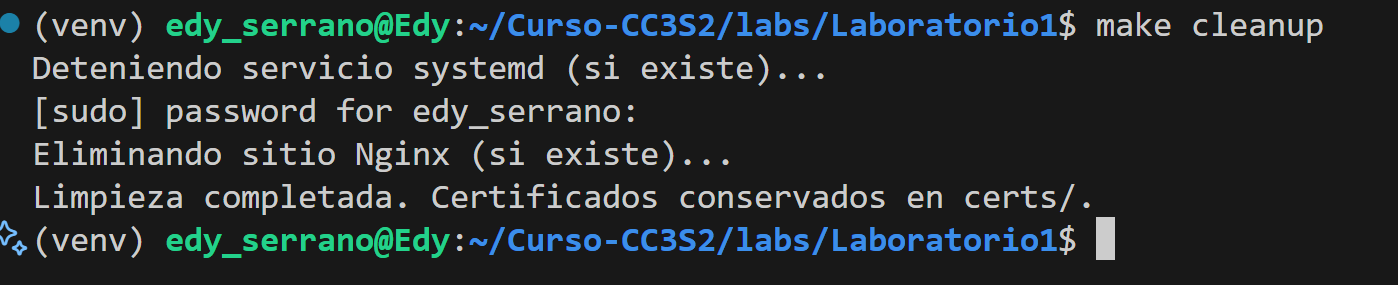 (venv) edy_serrano@Edy:~/Curso-CC3S2/labs/Laboratorio1$ make cleanup
Deteniendo servicio systemd (si existe)...
[sudo] password for edy_serrano:
Eliminando sitio Nginx (si existe)...
Limpieza completada. Certificados conservados en certs/.
(venv) edy_serrano@Edy:~/Curso-CC3S2/labs/Laboratorio1$